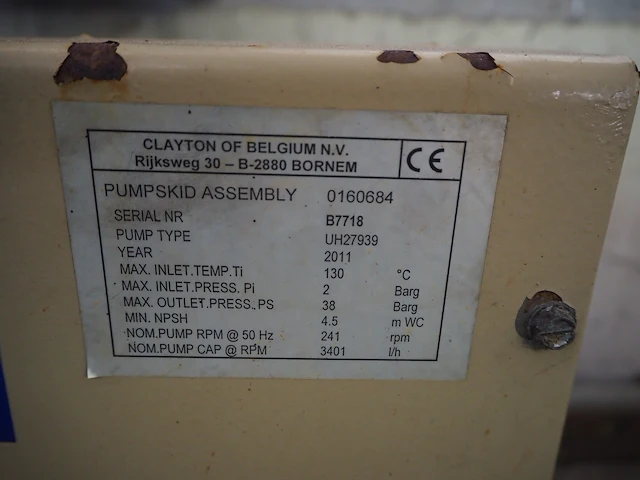 CLAYTON OF BELGIUM N.V.
Rijksweg 30 – B-2880 BORNEM
CE
PUMPSKID ASSEMBLY 0160684
SERIAL NR B7718
PUMP TYPE UH27939
YEAR 2011
MAX. INLET.TEMP.Ti 130 °C
MAX. INLET.PRESS. Pi 2 Barg
MAX. OUTLET.PRESS. PS 38 Barg
MIN. NPSH 4.5 m WC
NOM.PUMP RPM @ 50 Hz 241 rpm
NOM.PUMP CAP @ RPM 3401 l/h